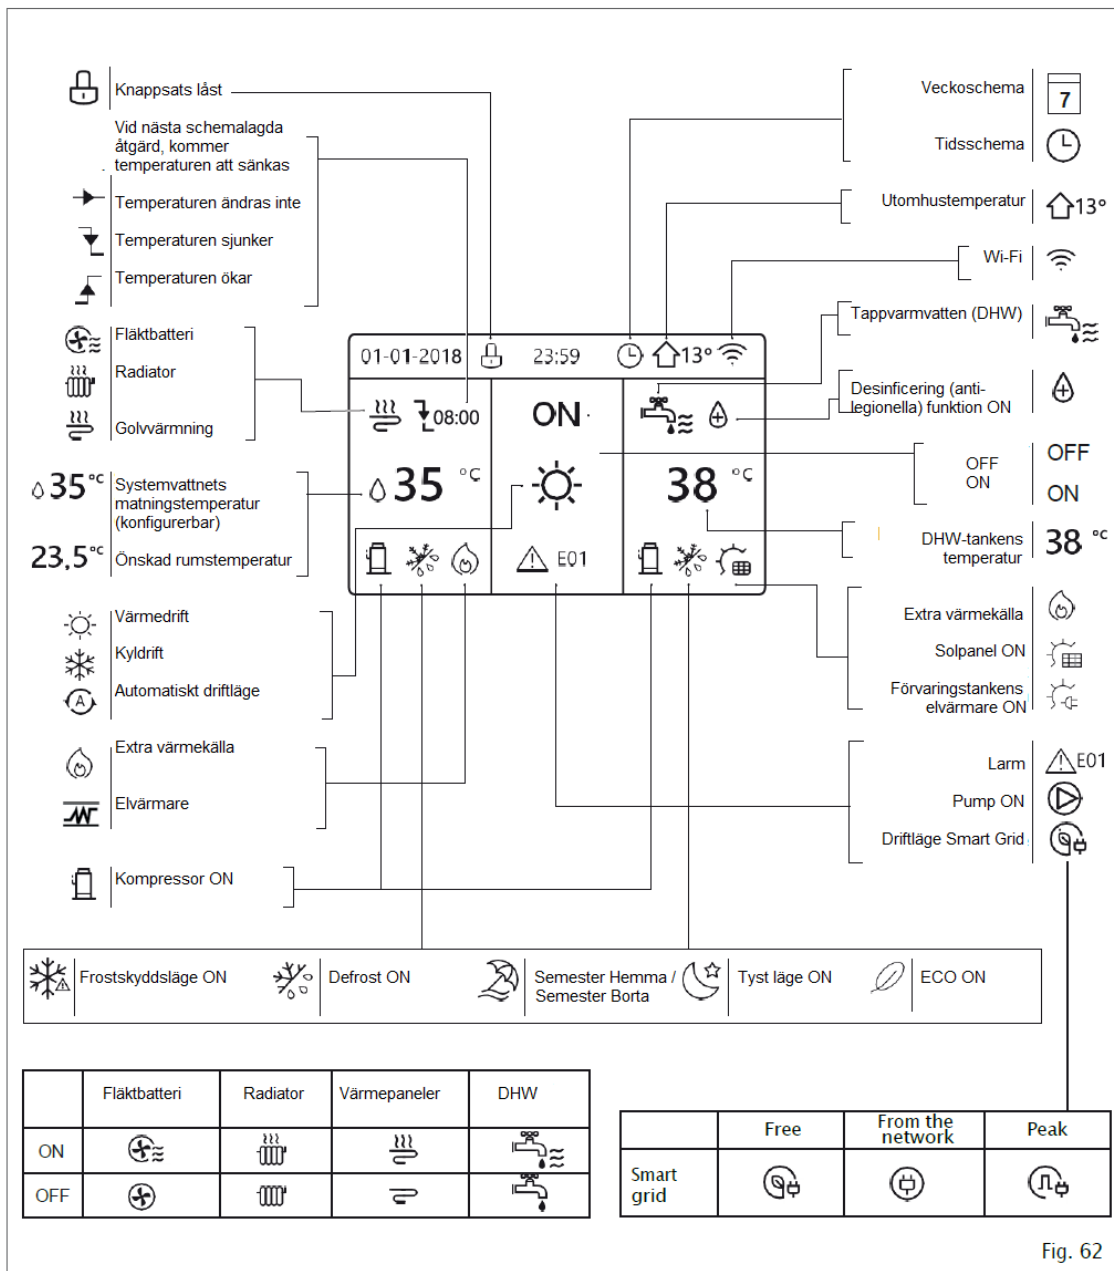 Knappsats låst
Vid nästa schemalagda
åtgärd, kommer
temperaturen att sänkas
Temperaturen ändras inte
Temperaturen sjunker
Temperaturen ökar
Fläktbatteri
Radiator
Golvvärmning
35°C Systemvattnets
matningstemperatur
(konfigurerbar)
23,5°C Önskad rumstemperatur
Värmedrift
Kyldrift
A Automatiskt driftläge
Extra värmekälla
Elvärmare
Kompressor ON
01-01-2018 23:59 13°
08:00 ON
35 °C 38 °C
E01
Veckoschema 7
Tidsschema
Utomhustemperatur 13°
Wi-Fi
Tappvarmvatten (DHW)
Desinficering (anti-
legionella) funktion ON
OFF OFF
ON ON
DHW-tankens
temperatur 38 °C
Extra värmekälla
Solpanel ON
Förvaringstankens
elvärmare ON
Larm E01
Pump ON
Driftläge Smart Grid
Frostskyddsläge ON
Defrost ON
Semester Hemma /
Semester Borta
Tyst läge ON
ECO ON
Fläktbatteri Radiator Värmepaneler DHW
ON
OFF
Free From the
network Peak
Smart
grid
Fig. 62